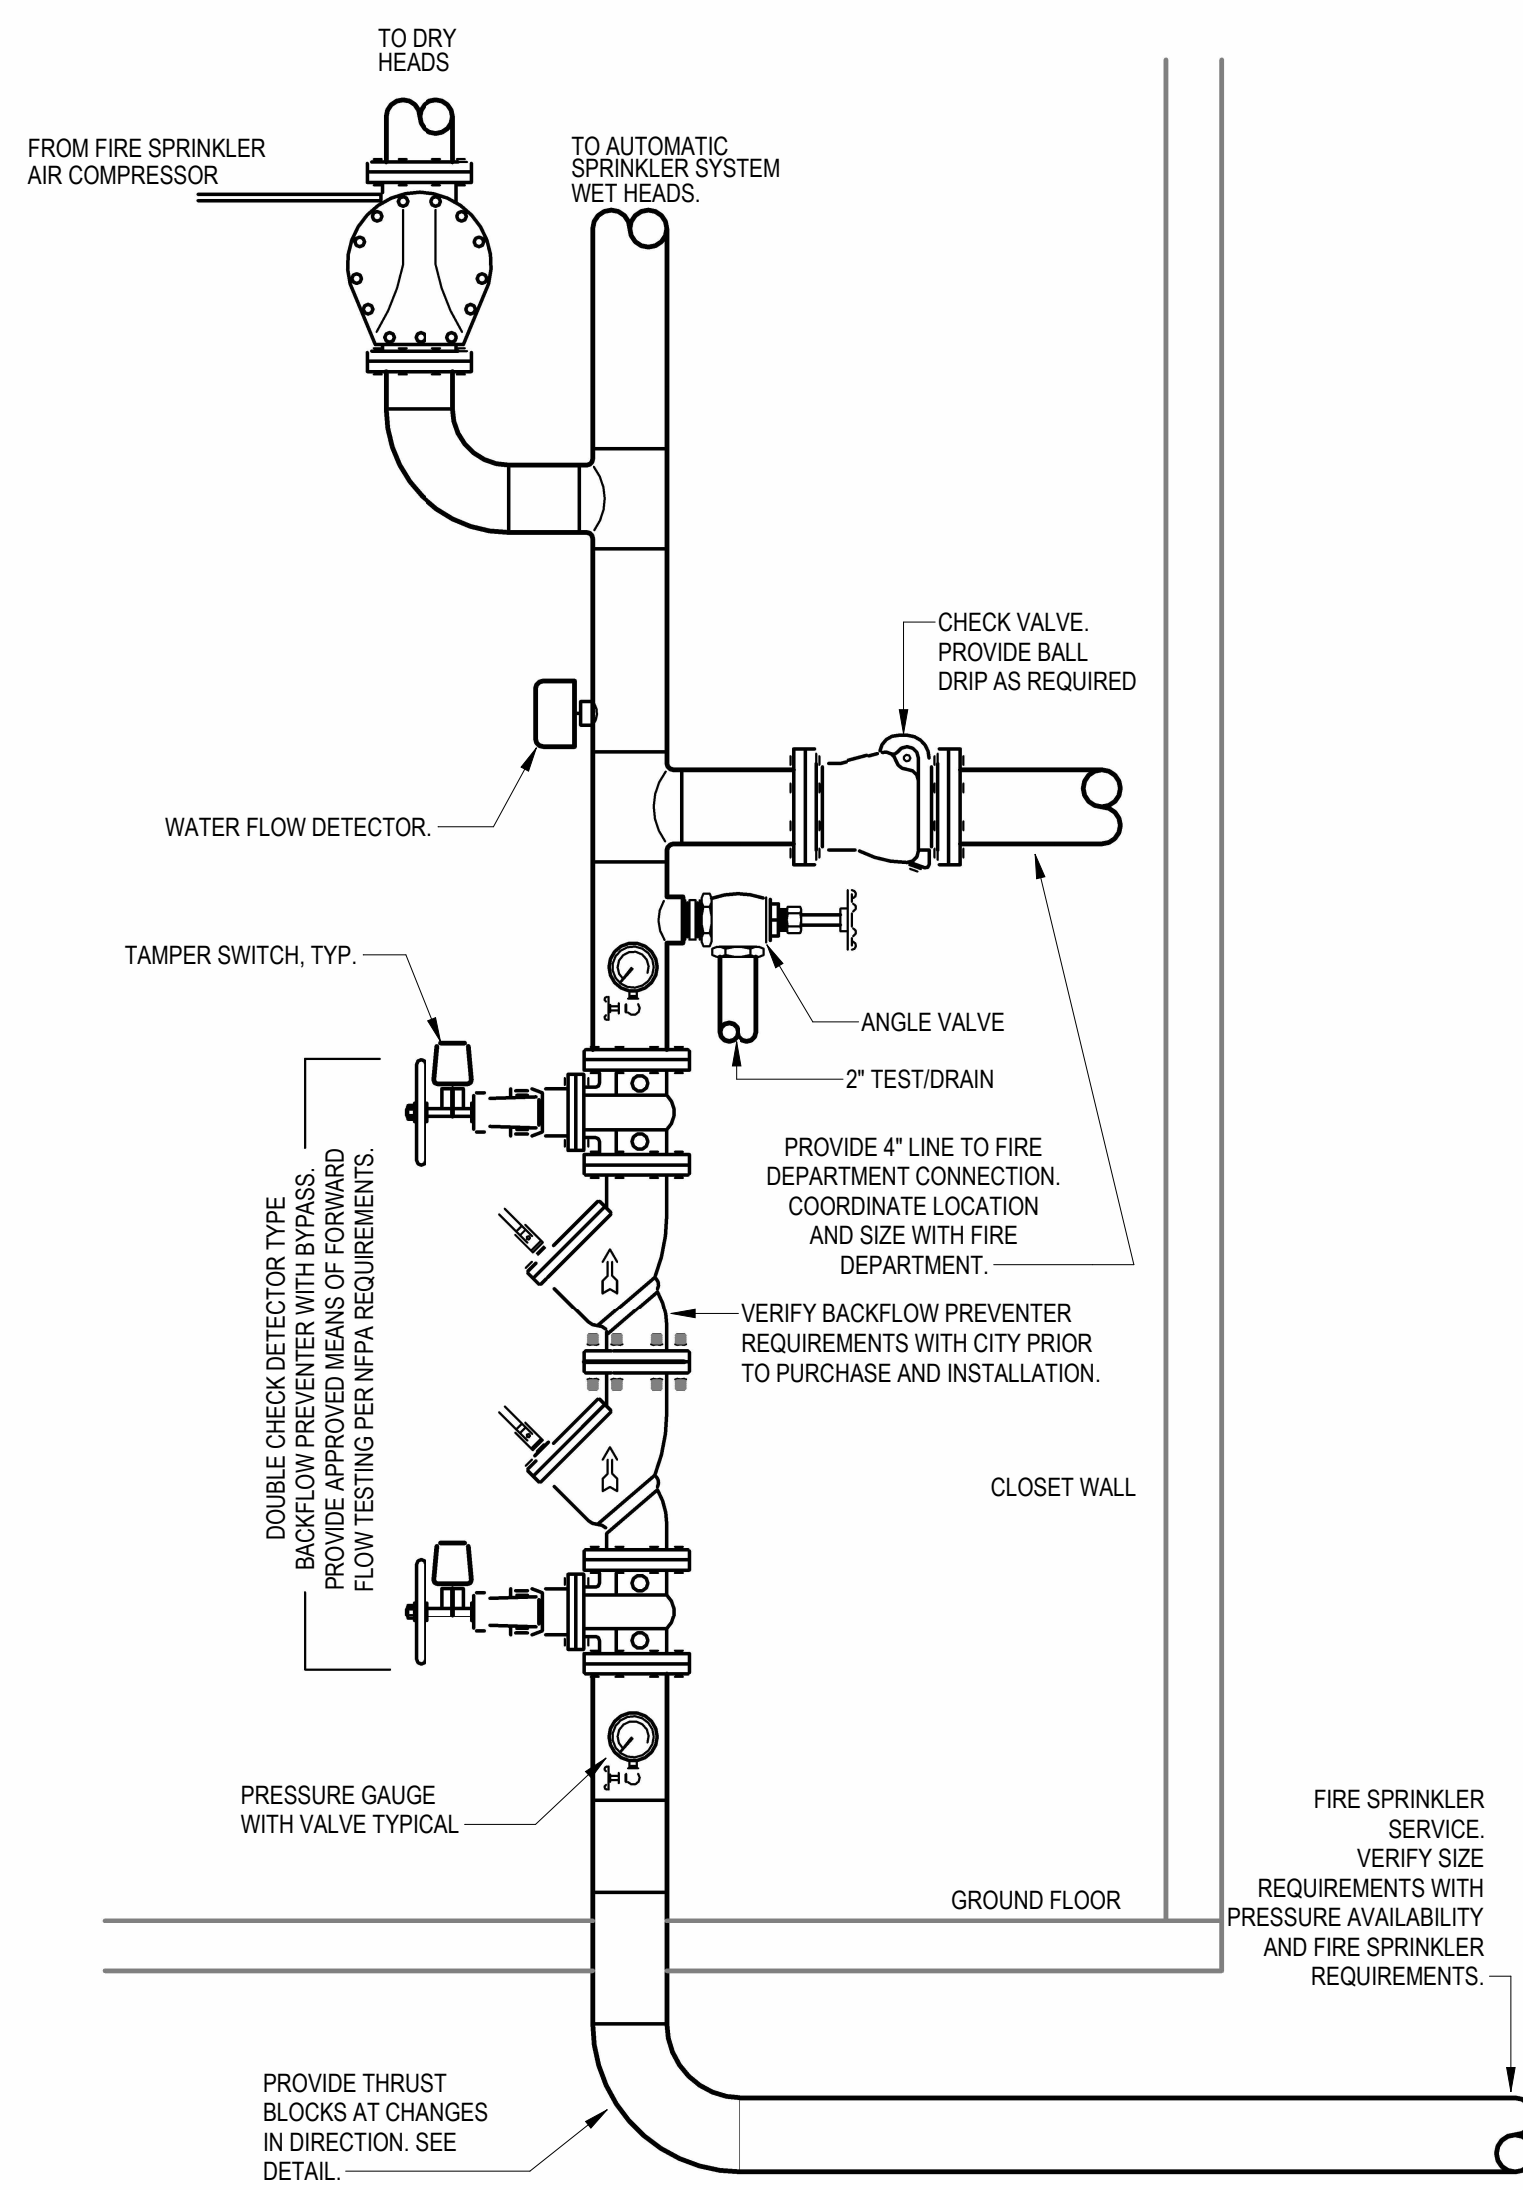 TO DRY
HEADS
FROM FIRE SPRINKLER
AIR COMPRESSOR
TO AUTOMATIC
SPRINKLER SYSTEM
WET HEADS.
CHECK VALVE.
PROVIDE BALL
DRIP AS REQUIRED
WATER FLOW DETECTOR.
TAMPER SWITCH, TYP.
ANGLE VALVE
2" TEST/DRAIN
PROVIDE 4" LINE TO FIRE
DEPARTMENT CONNECTION.
COORDINATE LOCATION
AND SIZE WITH FIRE
DEPARTMENT.
DOUBLE CHECK DETECTOR TYPE
BACKFLOW PREVENTER WITH BYPASS.
PROVIDE APPROVED MEANS OF FORWARD
FLOW TESTING PER NFPA REQUIREMENTS.
VERIFY BACKFLOW PREVENTER
REQUIREMENTS WITH CITY PRIOR
TO PURCHASE AND INSTALLATION.
CLOSET WALL
PRESSURE GAUGE
WITH VALVE TYPICAL
FIRE SPRINKLER
SERVICE.
VERIFY SIZE
REQUIREMENTS WITH
PRESSURE AVAILABILITY
AND FIRE SPRINKLER
REQUIREMENTS.
GROUND FLOOR
PROVIDE THRUST
BLOCKS AT CHANGES
IN DIRECTION. SEE
DETAIL.